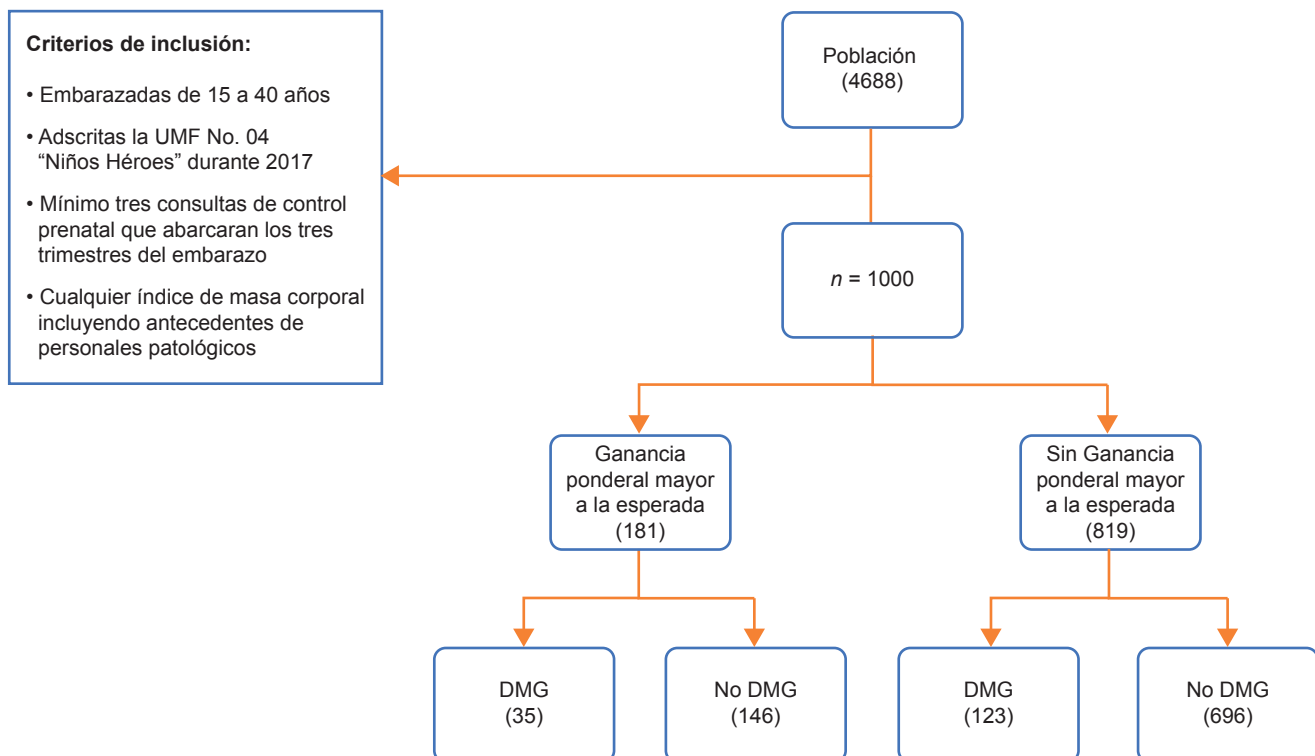 Criterios de inclusión:
• Embarazadas de 15 a 40 años
• Adscritas la UMF No. 04
“Niños Héroes” durante 2017
• Mínimo tres consultas de control
prenatal que abarcaran los tres
trimestres del embarazo
• Cualquier índice de masa corporal
incluyendo antecedentes de
personales patológicos
Población
(4688)
n = 1000
Ganancia
ponderal mayor
a la esperada
(181)
Sin Ganancia
ponderal mayor
a la esperada
(819)
DMG
(35)
No DMG
(146)
DMG
(123)
No DMG
(696)